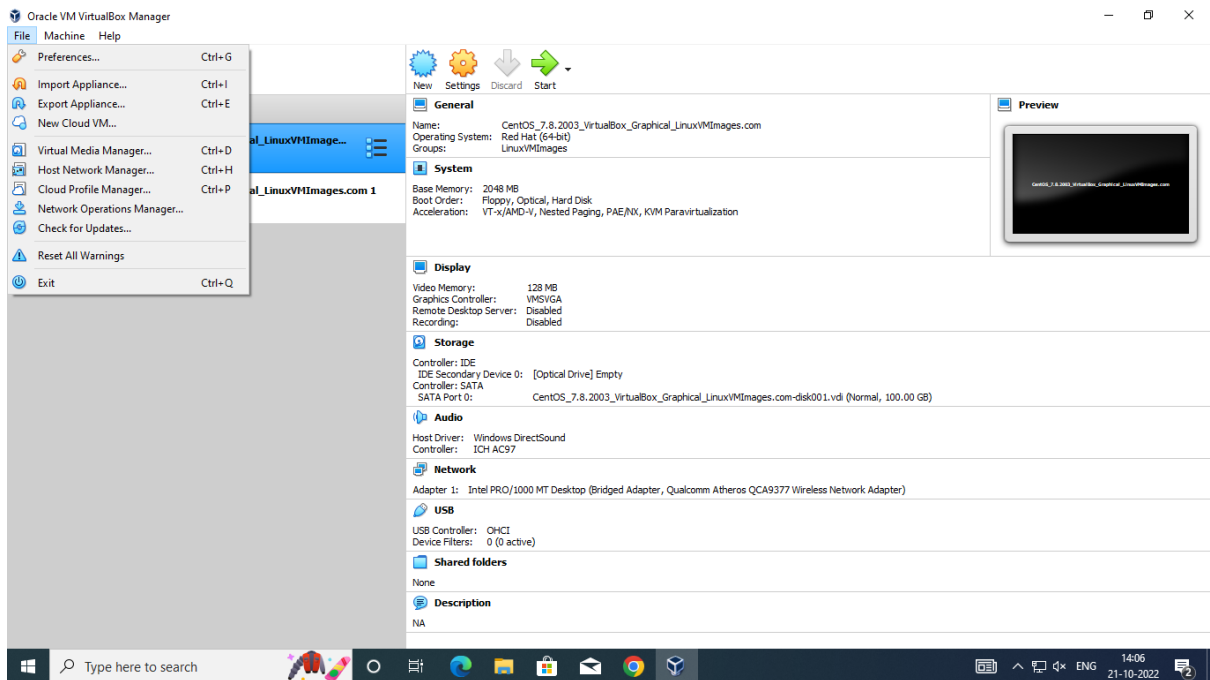 Oracle VM VirtualBox Manager
File Machine Help
Preferences... Ctrl+G
Import Appliance... Ctrl+I
Export Appliance... Ctrl+E
New Cloud VM...
Virtual Media Manager... Ctrl+D
Host Network Manager... Ctrl+H
Cloud Profile Manager... Ctrl+P
Network Operations Manager...
Check for Updates...
Reset All Warnings
Exit Ctrl+Q
al_LinuxVMImage...
al_LinuxVMImages.com 1
New Settings Discard Start
General
Name: CentOS_7.8.2003_VirtualBox_Graphical_LinuxVMImages.com
Operating System: Red Hat (64-bit)
Groups: LinuxVMImages
Preview
CentOS_7.8.2003_VirtualBox_Graphical_LinuxVMImages.com
System
Base Memory: 2048 MB
Boot Order: Floppy, Optical, Hard Disk
Acceleration: VT-x/AMD-V, Nested Paging, PAE/NX, KVM Paravirtualization
Display
Video Memory: 128 MB
Graphics Controller: VMSVGA
Remote Desktop Server: Disabled
Recording: Disabled
Storage
Controller: IDE
IDE Secondary Device 0: [Optical Drive] Empty
Controller: SATA
SATA Port 0: CentOS_7.8.2003_VirtualBox_Graphical_LinuxVMImages.com-disk001.vdi (Normal, 100.00 GB)
Audio
Host Driver: Windows DirectSound
Controller: ICH AC97
Network
Adapter 1: Intel PRO/1000 MT Desktop (Bridged Adapter, Qualcomm Atheros QCA9377 Wireless Network Adapter)
USB
USB Controller: OHCI
Device Filters: 0 (0 active)
Shared folders
None
Description
NA
Type here to search
ENG
14:06
21-10-2022
2